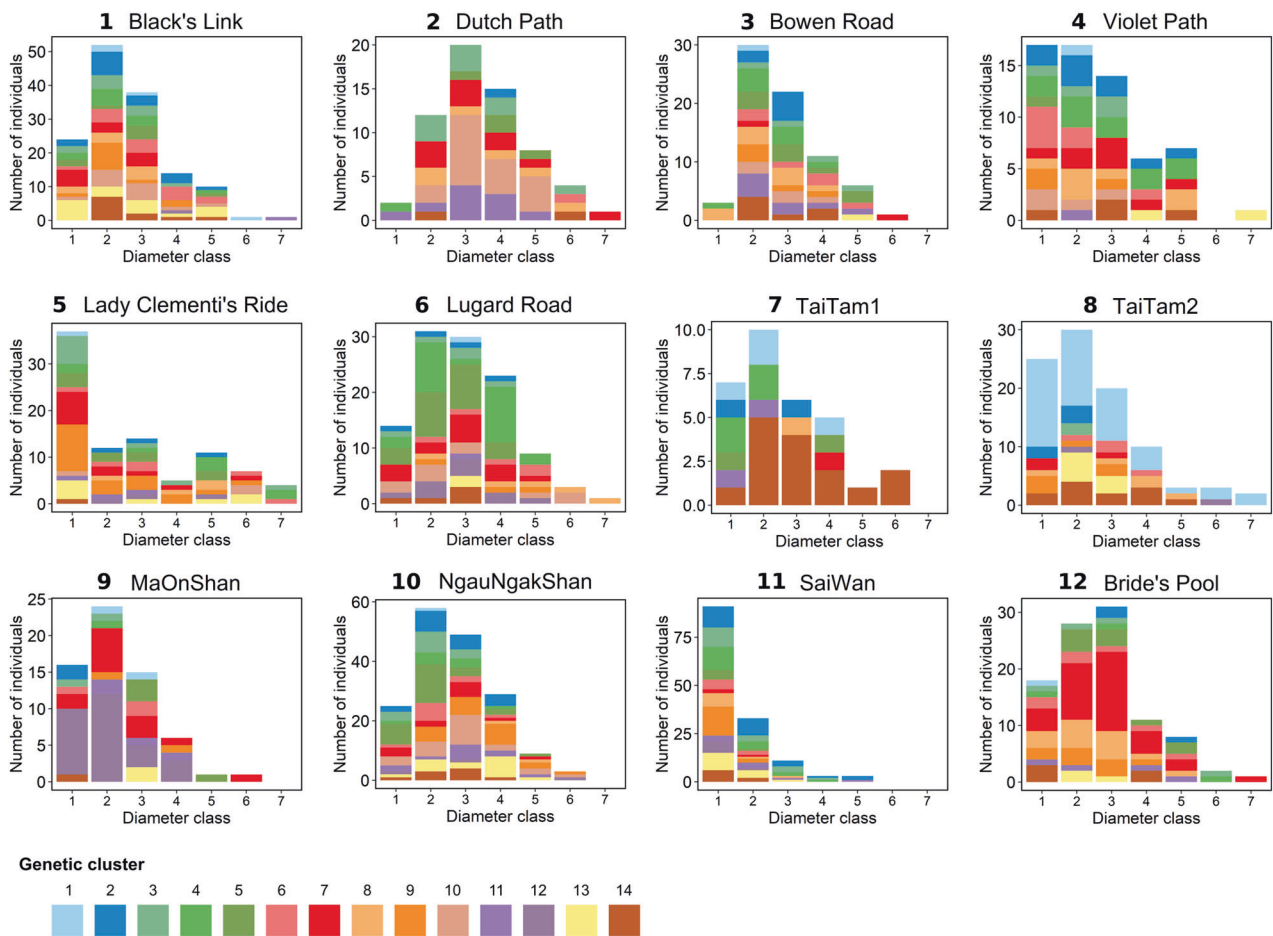 1 Black's Link
2 Dutch Path
3 Bowen Road
4 Violet Path
Number of individuals
50
40
30
20
10
0
1 2 3 4 5 6 7
Diameter class
Number of individuals
20
15
10
5
0
1 2 3 4 5 6 7
Diameter class
Number of individuals
30
20
10
0
1 2 3 4 5 6 7
Diameter class
Number of individuals
15
10
5
0
1 2 3 4 5 6 7
Diameter class
5 Lady Clementi's Ride
6 Lugard Road
7 TaiTam1
8 TaiTam2
Number of individuals
30
20
10
0
1 2 3 4 5 6 7
Diameter class
Number of individuals
30
20
10
0
1 2 3 4 5 6 7
Diameter class
Number of individuals
10.0
7.5
5.0
2.5
0.0
1 2 3 4 5 6 7
Diameter class
Number of individuals
30
20
10
0
1 2 3 4 5 6 7
Diameter class
9 MaOnShan
10 NgauNgakShan
11 SaiWan
12 Bride's Pool
Number of individuals
25
20
15
10
5
0
1 2 3 4 5 6 7
Diameter class
Number of individuals
60
40
20
0
1 2 3 4 5 6 7
Diameter class
Number of individuals
75
50
25
0
1 2 3 4 5 6 7
Diameter class
Number of individuals
30
20
10
0
1 2 3 4 5 6 7
Diameter class
Genetic cluster
1 2 3 4 5 6 7 8 9 10 11 12 13 14